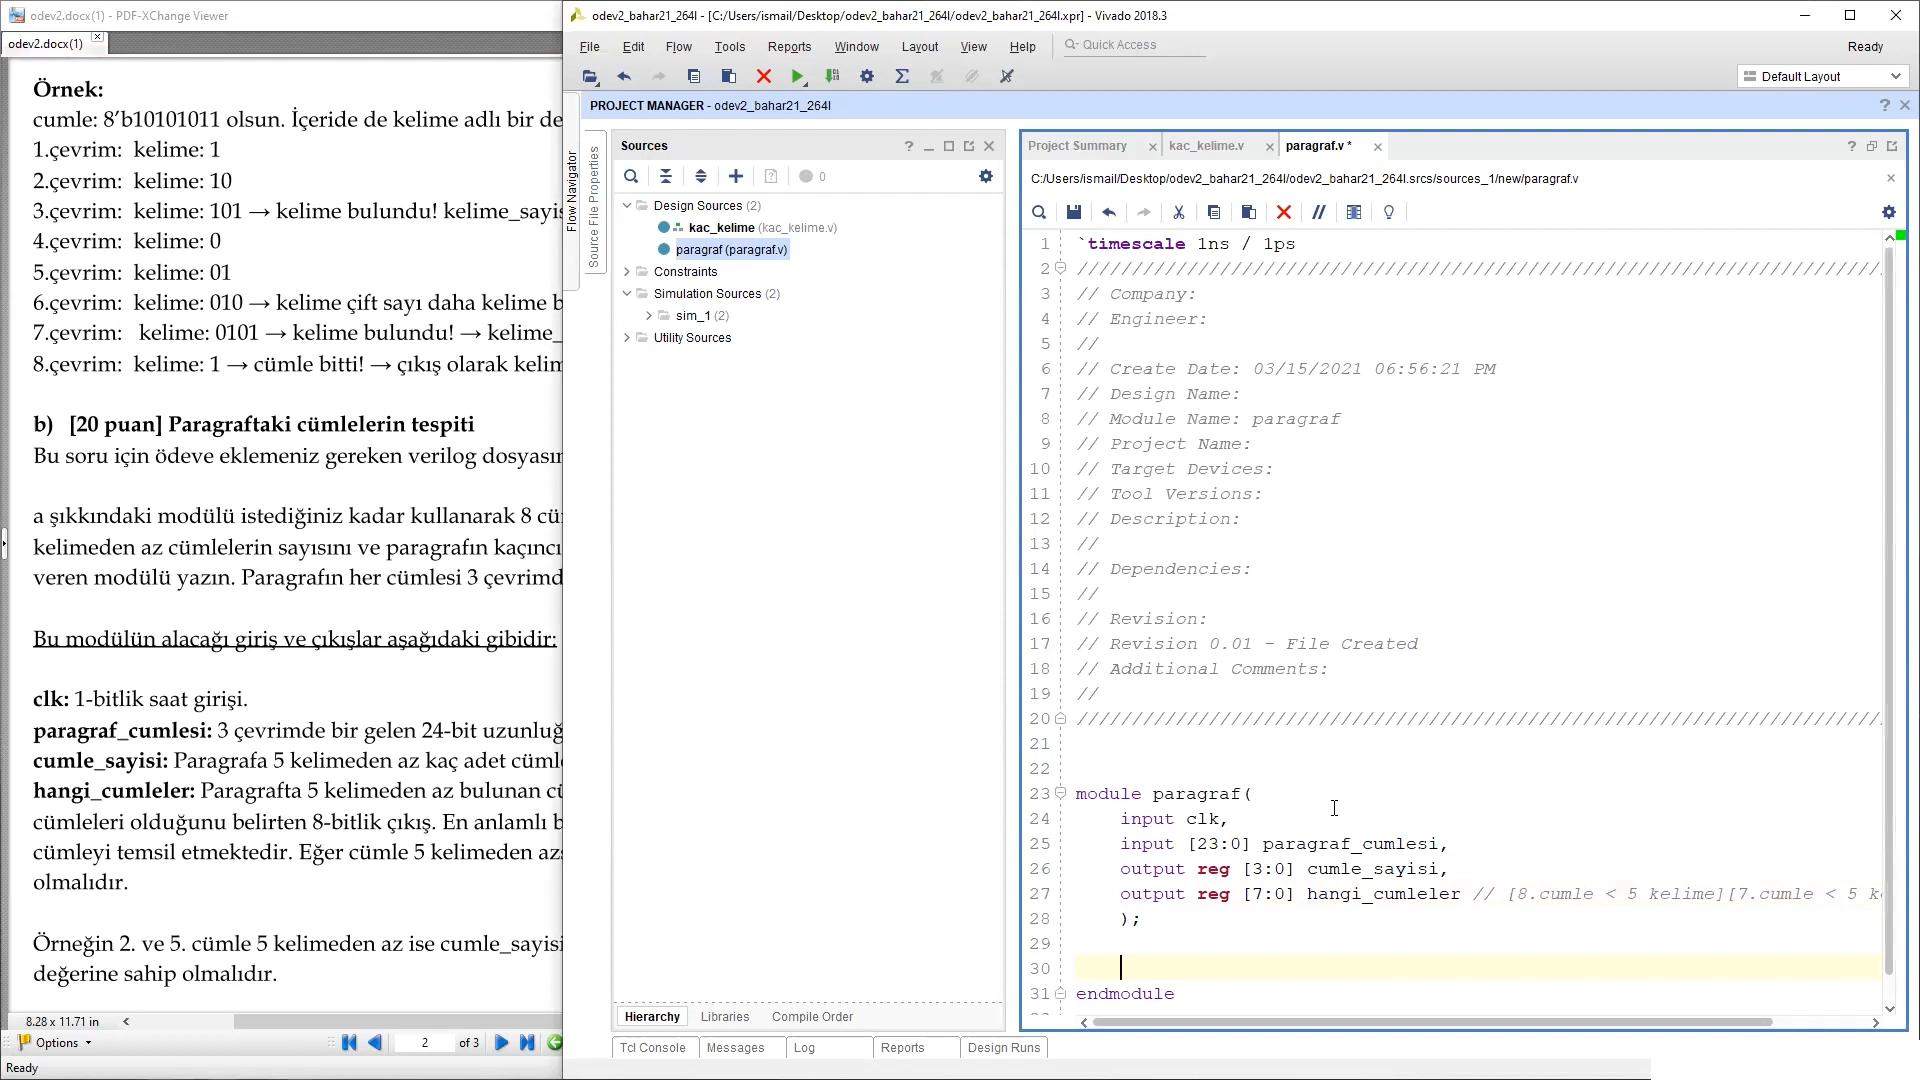 odev2.docx(1) - PDF-XChange Viewer
odev2.docx(1)
Örnek:
cumle: 8’b10101011 olsun. İçeride de kelime adlı bir de
1.çevrim: kelime: 1
2.çevrim: kelime: 10
3.çevrim: kelime: 101 → kelime bulundu! kelime_sayıs
4.çevrim: kelime: 0
5.çevrim: kelime: 01
6.çevrim: kelime: 010 → kelime çift sayı daha kelime b
7.çevrim: kelime: 0101 → kelime bulundu! → kelime_
8.çevrim: kelime: 1 → cümle bitti! → çıkış olarak kelim
b) [20 puan] Paragraftaki cümlelerin tespiti
Bu soru için ödeve eklemeniz gereken verilog dosyasın
a şıkkındaki modülü istediğiniz kadar kullanarak 8 cü
kelimeden az cümlelerin sayısını ve paragrafın kaçıncı
veren modülü yazın. Paragrafın her cümlesi 3 çevrimd
Bu modülün alacağı giriş ve çıkışlar aşağıdaki gibidir:
clk: 1-bitlik saat girişi.
paragraf_cumlesi: 3 çevrimde bir gelen 24-bit uzunluğ
cumle_sayisi: Paragrafa 5 kelimeden az kaç adet cüml
hangi_cumleler: Paragrafta 5 kelimeden az bulunan cü
cümleleri olduğunu belirten 8-bitlik çıkış. En anlamlı b
cümleyi temsil etmektedir. Eğer cümle 5 kelimeden azs
olmalıdır.
Örneğin 2. ve 5. cümle 5 kelimeden az ise cumle_sayisi
değerine sahip olmalıdır.
8.28 x 11.71 in
Options
2 of 3
Ready
odev2_bahar21_264l - [C:/Users/ismail/Desktop/odev2_bahar21_264l/odev2_bahar21_264l.xpr] - Vivado 2018.3
File Edit Flow Tools Reports Window Layout View Help Quick Access Ready
Default Layout
PROJECT MANAGER - odev2_bahar21_264l
Flow Navigator
Source File Properties
Sources
0
Design Sources (2)
kac_kelime (kac_kelime.v)
paragraf (paragraf.v)
Constraints
Simulation Sources (2)
sim_1 (2)
Utility Sources
Hierarchy Libraries Compile Order
Project Summary kac_kelime.v paragraf.v *
C:/Users/ismail/Desktop/odev2_bahar21_264l/odev2_bahar21_264l.srcs/sources_1/new/paragraf.v
1 `timescale 1ns / 1ps
2 //////////////////////////////////////////////////////////////////////////
3 // Company:
4 // Engineer:
5 //
6 // Create Date: 03/15/2021 06:56:21 PM
7 // Design Name:
8 // Module Name: paragraf
9 // Project Name:
10 // Target Devices:
11 // Tool Versions:
12 // Description:
13 //
14 // Dependencies:
15 //
16 // Revision:
17 // Revision 0.01 - File Created
18 // Additional Comments:
19 //
20 //////////////////////////////////////////////////////////////////////////
21
22
23 module paragraf(
24 input clk,
25 input [23:0] paragraf_cumlesi,
26 output reg [3:0] cumle_sayisi,
27 output reg [7:0] hangi_cumleler // [8.cumle < 5 kelime][7.cumle < 5 k
28 );
29
30
31 endmodule
Tcl Console Messages Log Reports Design Runs